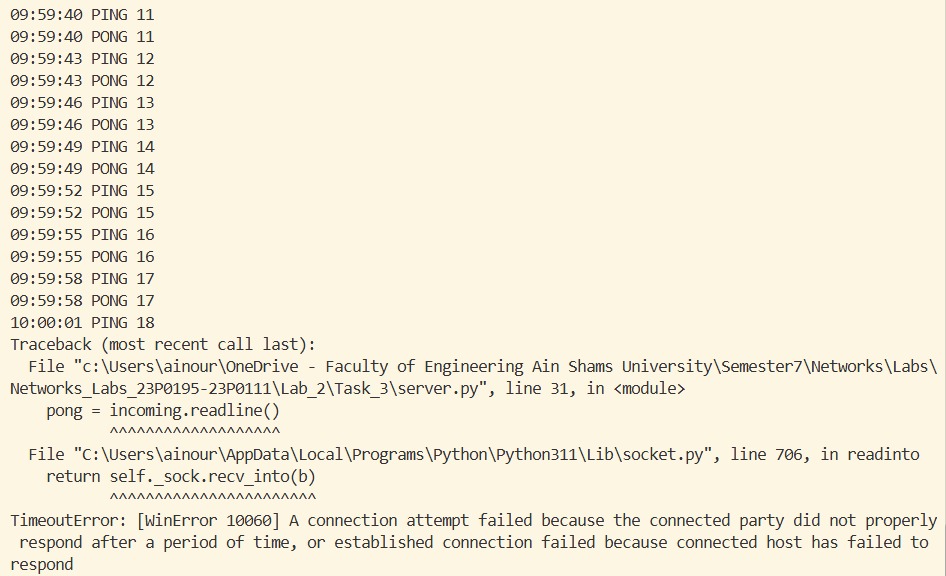 09:59:40 PING 11
09:59:40 PONG 11
09:59:43 PING 12
09:59:43 PONG 12
09:59:46 PING 13
09:59:46 PONG 13
09:59:49 PING 14
09:59:49 PONG 14
09:59:52 PING 15
09:59:52 PONG 15
09:59:55 PING 16
09:59:55 PONG 16
09:59:58 PING 17
09:59:58 PONG 17
10:00:01 PING 18
Traceback (most recent call last):
  File "c:\Users\ainour\OneDrive - Faculty of Engineering Ain Shams University\Semester7\Networks\Labs\
Networks_Labs_23P0195-23P0111\Lab_2\Task_3\server.py", line 31, in <module>
    pong = incoming.readline()
           ^^^^^^^^^^^^^^^^^^^
  File "C:\Users\ainour\AppData\Local\Programs\Python\Python311\Lib\socket.py", line 706, in readinto
    return self._sock.recv_into(b)
           ^^^^^^^^^^^^^^^^^^^^^^^
TimeoutError: [WinError 10060] A connection attempt failed because the connected party did not properly
 respond after a period of time, or established connection failed because connected host has failed to
respond